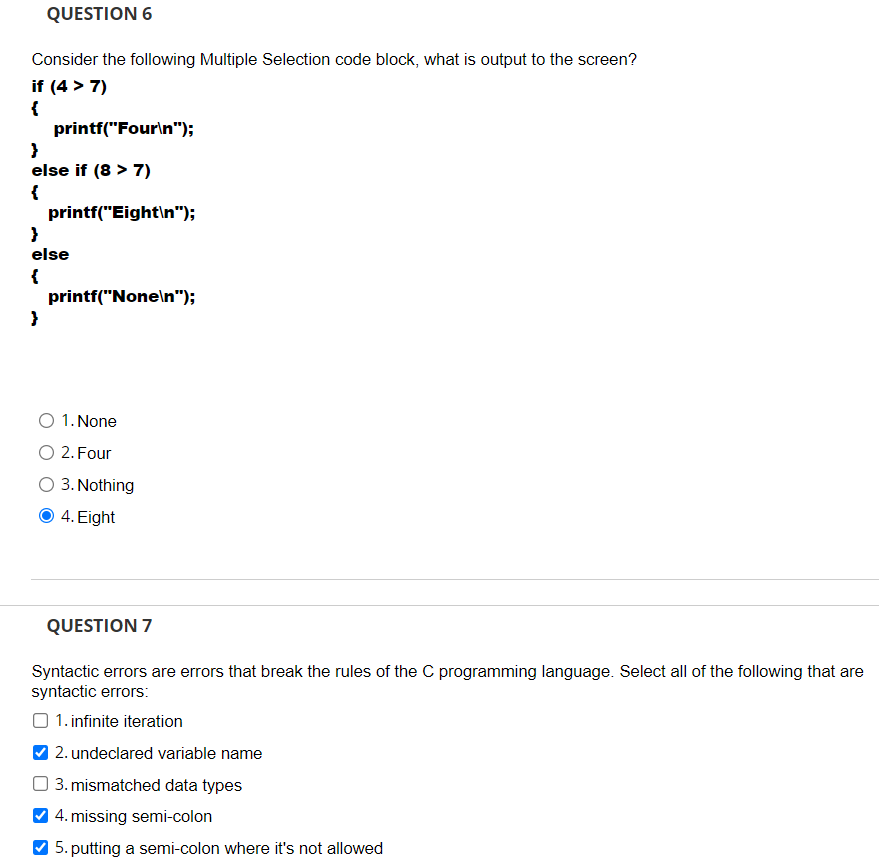 QUESTION 6
Consider the following Multiple Selection code block, what is output to the screen?
if (4 > 7)
{
printf("Four\n");
}
else if (8 > 7)
{
printf("Eight\n");
}
else
{
printf("None\n");
}
1. None
2. Four
3. Nothing
4. Eight
QUESTION 7
Syntactic errors are errors that break the rules of the C programming language. Select all of the following that are
syntactic errors:
1. infinite iteration
2. undeclared variable name
3. mismatched data types
4. missing semi-colon
5. putting a semi-colon where it's not allowed